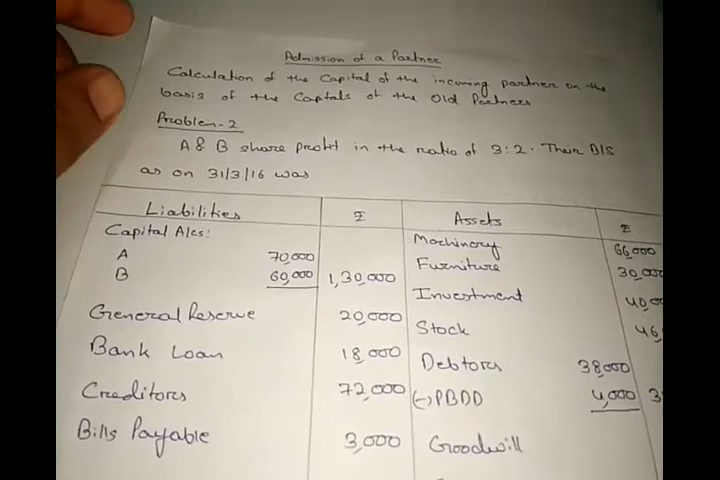 Admission of a Partner
Calculation of the Capital of the incoming partner on the
basis of the Capitals of the Old Partners
Problem-2
A & B share profit in the ratio of 3:2. Their B/S
as on 31/3/16 was
Liabilities ₹ Assets ₹
Capital A/cs: Machinery 66,000
A 70,000 Furniture 30,000
B 60,000 1,30,000 Investment
General Reserve 20,000 Stock
Bank Loan 18,000 Debtors 38,000
Creditors 72,000 (-) PBDD 4,000
Bills Payable 3,000 Goodwill